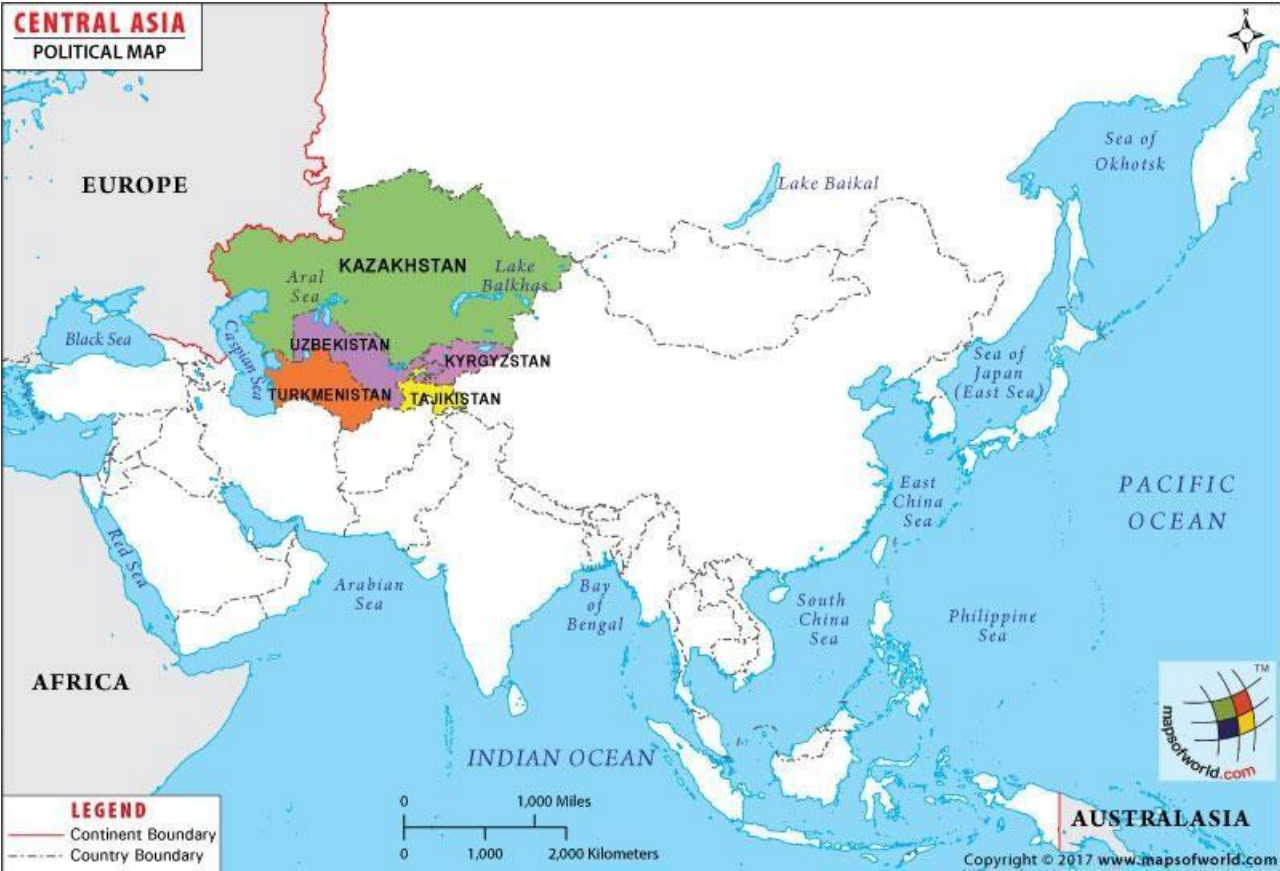 CENTRAL ASIA
POLITICAL MAP
N
EUROPE
Sea of
Okhotsk
Lake Baikal
KAZAKHSTAN
Aral
Sea
Lake
Balkhas
Black Sea
Caspian Sea
UZBEKISTAN
KYRGYZSTAN
TURKMENISTAN
TAJIKISTAN
Sea of
Japan
(East Sea)
East
China
Sea
PACIFIC
OCEAN
Red Sea
Arabian
Sea
Bay
of
Bengal
South
China
Sea
Philippine
Sea
AFRICA
INDIAN OCEAN
TM
mapsofworld.com
LEGEND
Continent Boundary
Country Boundary
0 1,000 Miles
0 1,000 2,000 Kilometers
AUSTRALASIA
Copyright © 2017 www.mapsofworld.com